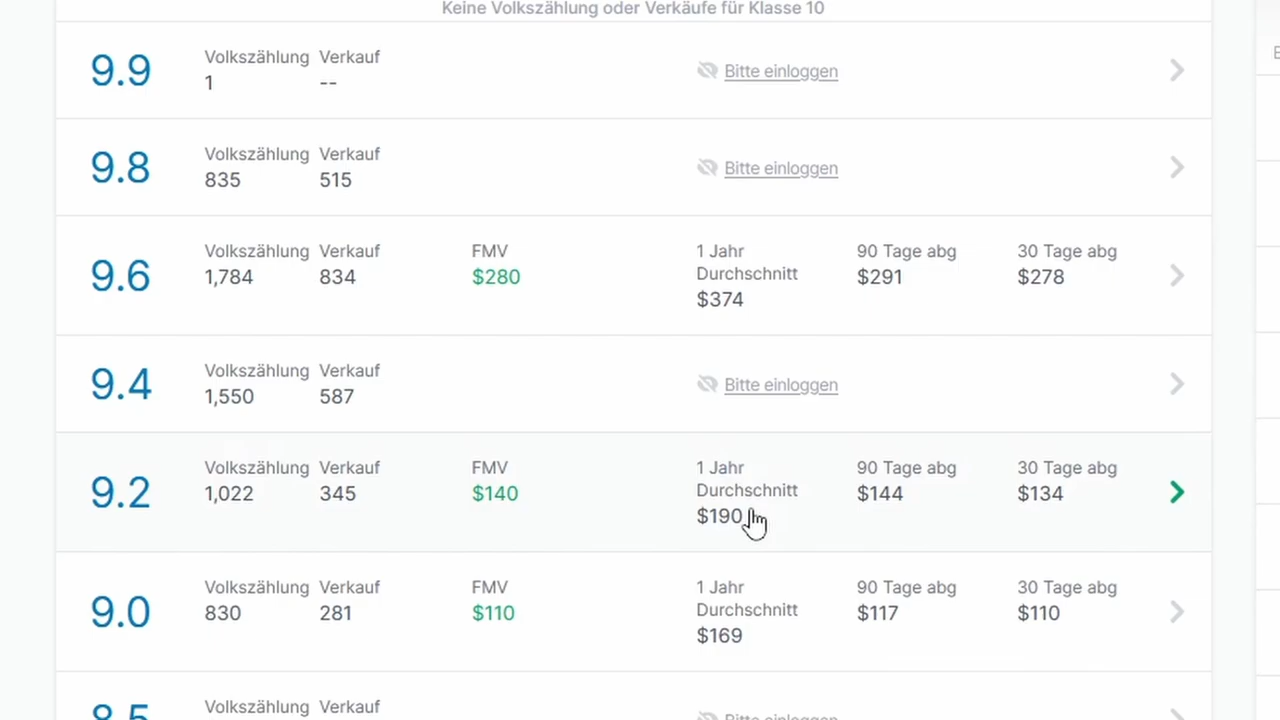 Keine Volkszählung oder Verkäufe für Klasse 10
9.9
Volkszählung Verkauf
1 --
Bitte einloggen
9.8
Volkszählung Verkauf
835 515
Bitte einloggen
9.6
Volkszählung Verkauf FMV 1 Jahr 90 Tage abg 30 Tage abg
1,784 834 $280 Durchschnitt $291 $278
$374
9.4
Volkszählung Verkauf
1,550 587
Bitte einloggen
9.2
Volkszählung Verkauf FMV 1 Jahr 90 Tage abg 30 Tage abg
1,022 345 $140 Durchschnitt $144 $134
$190
9.0
Volkszählung Verkauf FMV 1 Jahr 90 Tage abg 30 Tage abg
830 281 $110 Durchschnitt $117 $110
$169
8.5
Volkszählung Verkauf
Bitte einloggen